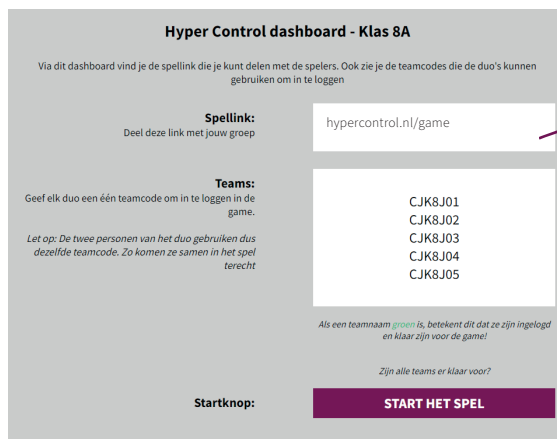 Hyper Control dashboard - Klas 8A
Via dit dashboard vind je de spellink die je kunt delen met de spelers. Ook zie je de teamcodes die de duo's kunnen
gebruiken om in te loggen
Spellink:
Deel deze link met jouw groep
hypercontrol.nl/game
Teams:
Geef elk duo een één teamcode om in te loggen in de
game.
Let op: De twee personen van het duo gebruiken dus
dezelfde teamcode. Zo komen ze samen in het spel
terecht
CJK8J01
CJK8J02
CJK8J03
CJK8J04
CJK8J05
Als een teamnaam groen is, betekent dit dat ze zijn ingelogd
en klaar zijn voor de game!
Zijn alle teams er klaar voor?
Startknop:
START HET SPEL